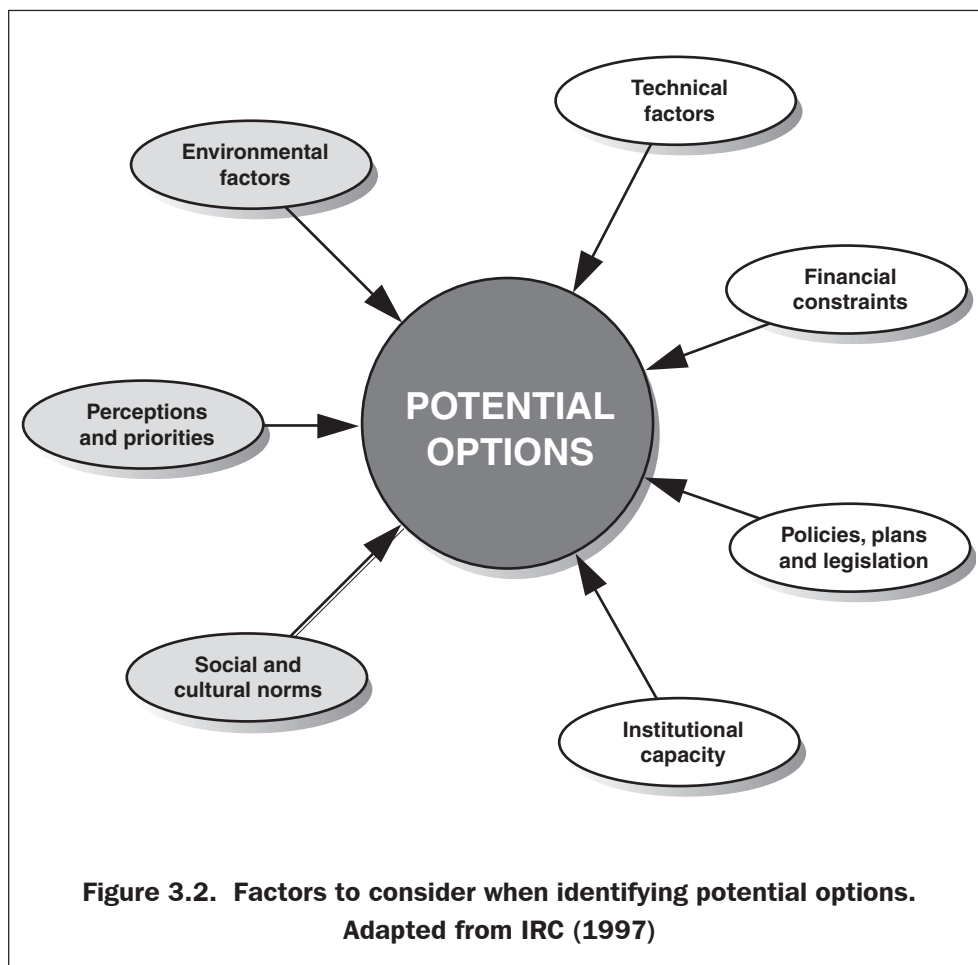 Technical
factors
Environmental
factors
Financial
constraints
POTENTIAL
OPTIONS
Perceptions
and priorities
Policies, plans
and legislation
Social and
cultural norms
Institutional
capacity
Figure 3.2. Factors to consider when identifying potential options.
Adapted from IRC (1997)